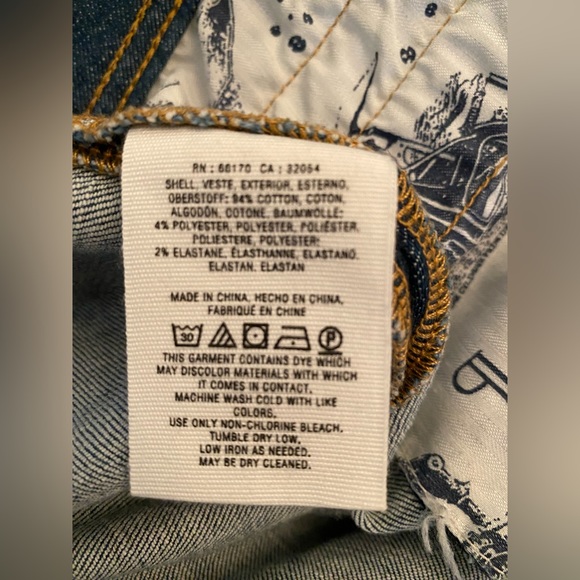 RN : 66170 CA : 32054
SHELL, VESTE, EXTERIOR, ESTERNO,
OBERSTOFF: 94% COTTON, COTON,
ALGODÓN, COTONE, BAUMWOLLE;
4% POLYESTER, POLYESTER, POLIÉSTER,
POLIESTERE, POLYESTER;
2% ELASTANE, ÉLASTHANNE, ELASTANO,
ELASTAN, ELASTAN
MADE IN CHINA, HECHO EN CHINA,
FABRIQUÉ EN CHINE
30 P
THIS GARMENT CONTAINS DYE WHICH
MAY DISCOLOR MATERIALS WITH WHICH
IT COMES IN CONTACT.
MACHINE WASH COLD WITH LIKE
COLORS.
USE ONLY NON-CHLORINE BLEACH.
TUMBLE DRY LOW.
LOW IRON AS NEEDED.
MAY BE DRY CLEANED.